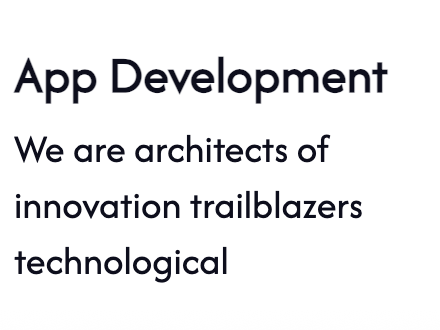 App Development
We are architects of
innovation trailblazers
technological